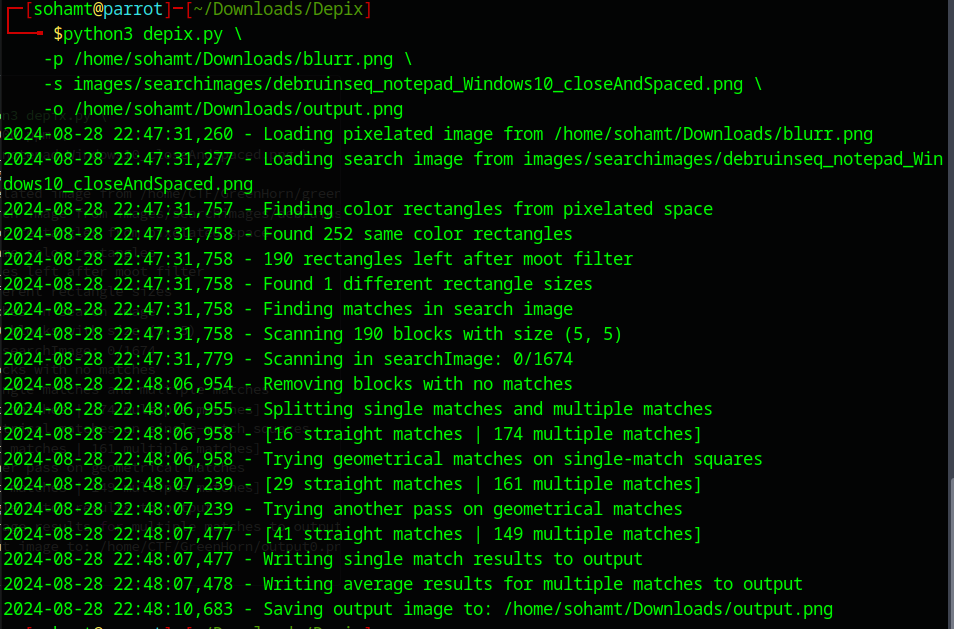 ┌─[sohamt@parrot]─[~/Downloads/Depix]
└──╼ $python3 depix.py \
-p /home/sohamt/Downloads/blurr.png \
-s images/searchimages/debruinseq_notepad_Windows10_closeAndSpaced.png \
-o /home/sohamt/Downloads/output.png
2024-08-28 22:47:31,260 - Loading pixelated image from /home/sohamt/Downloads/blurr.png
2024-08-28 22:47:31,277 - Loading search image from images/searchimages/debruinseq_notepad_Win
dows10_closeAndSpaced.png
2024-08-28 22:47:31,757 - Finding color rectangles from pixelated space
2024-08-28 22:47:31,758 - Found 252 same color rectangles
2024-08-28 22:47:31,758 - 190 rectangles left after moot filter
2024-08-28 22:47:31,758 - Found 1 different rectangle sizes
2024-08-28 22:47:31,758 - Finding matches in search image
2024-08-28 22:47:31,758 - Scanning 190 blocks with size (5, 5)
2024-08-28 22:47:31,779 - Scanning in searchImage: 0/1674
2024-08-28 22:48:06,954 - Removing blocks with no matches
2024-08-28 22:48:06,955 - Splitting single matches and multiple matches
2024-08-28 22:48:06,958 - [16 straight matches | 174 multiple matches]
2024-08-28 22:48:06,958 - Trying geometrical matches on single-match squares
2024-08-28 22:48:07,239 - [29 straight matches | 161 multiple matches]
2024-08-28 22:48:07,239 - Trying another pass on geometrical matches
2024-08-28 22:48:07,477 - [41 straight matches | 149 multiple matches]
2024-08-28 22:48:07,477 - Writing single match results to output
2024-08-28 22:48:07,478 - Writing average results for multiple matches to output
2024-08-28 22:48:10,683 - Saving output image to: /home/sohamt/Downloads/output.png